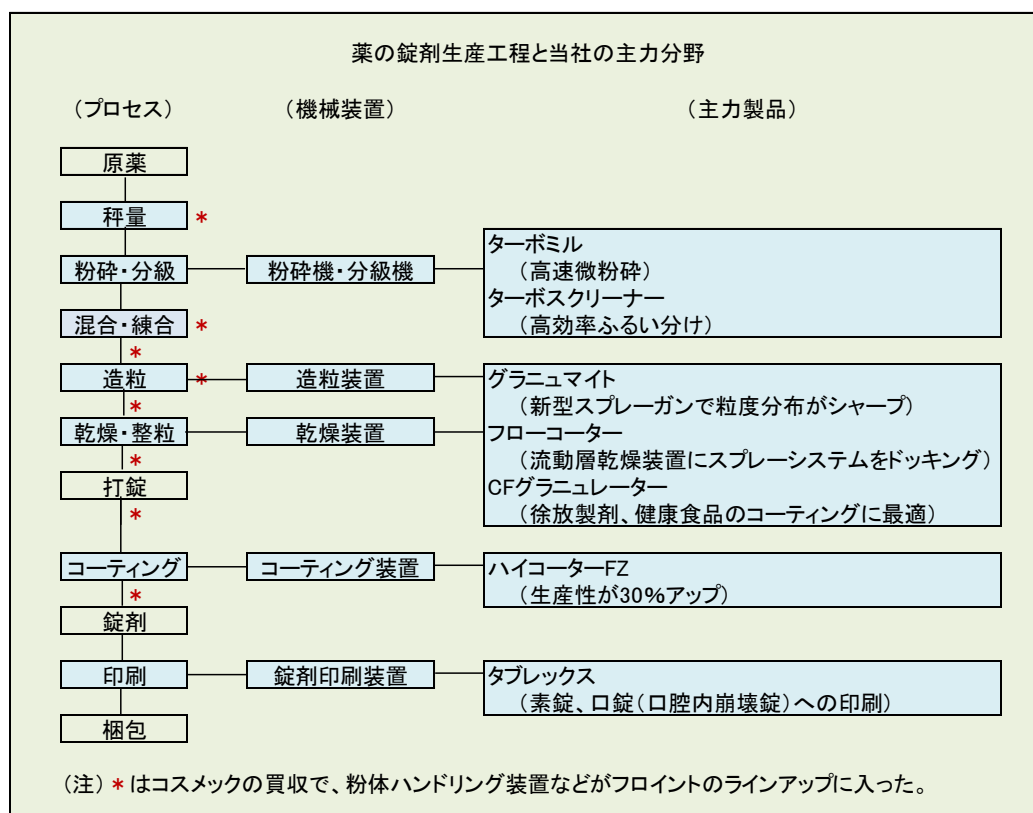 薬の錠剤生産工程と当社の主力分野
(プロセス) (機械装置) (主力製品)
原薬
秤量 *
粉砕・分級 粉砕機・分級機 ターボミル
(高速微粉砕)
ターボスクリーナー
(高効率ふるい分け)
混合・練合 *
*
造粒 * 造粒装置 グラニュマイト
(新型スプレーガンで粒度分布がシャープ)
*
乾燥・整粒 乾燥装置 フローコーター
(流動層乾燥装置にスプレーシステムをドッキング)
*
CFグラニュレーター
(徐放製剤、健康食品のコーティングに最適)
打錠
*
コーティング コーティング装置 ハイコーターFZ
(生産性が30%アップ)
*
錠剤
印刷 錠剤印刷装置 タブレックス
(素錠、口錠(口腔内崩壊錠)への印刷)
梱包
(注) * はコスメックの買収で、粉体ハンドリング装置などがフロイントのラインアップに入った。